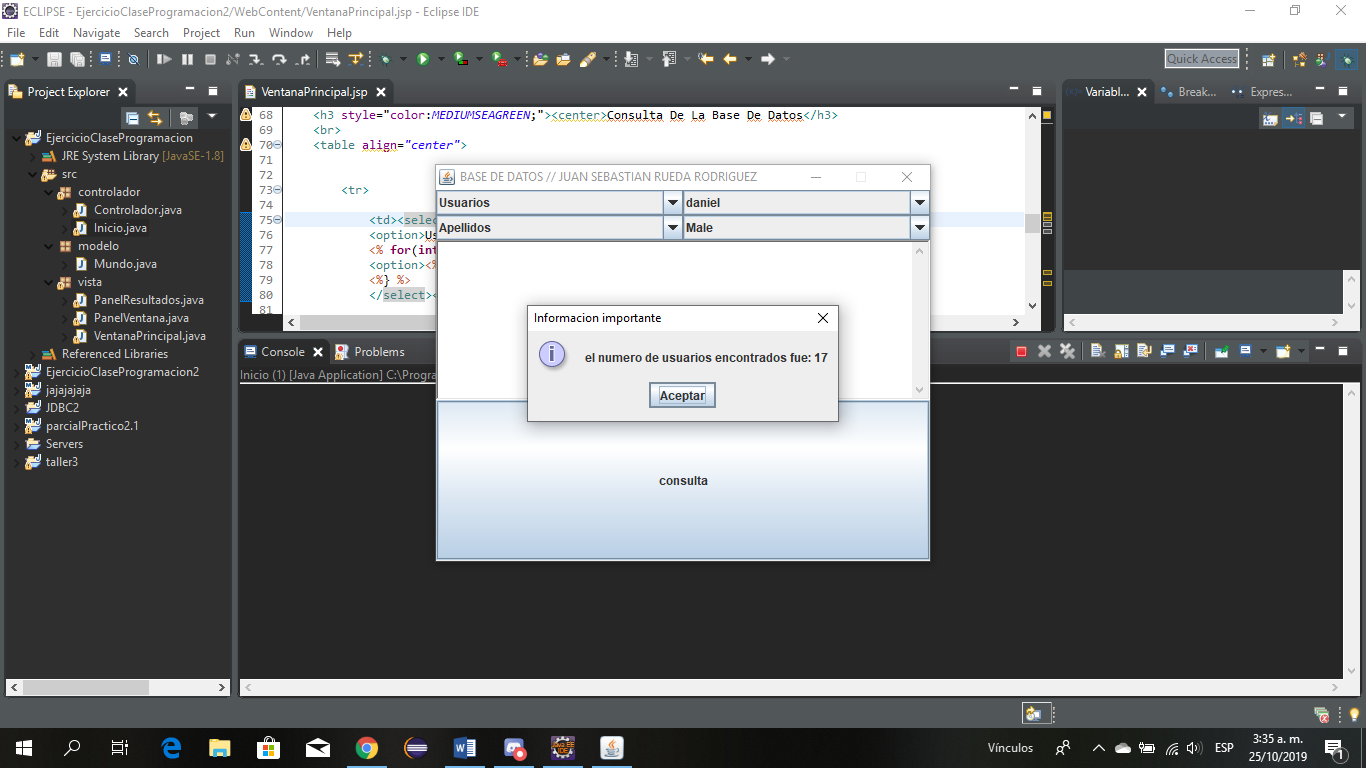 ECLIPSE - EjercicioClaseProgramacion2/WebContent/VentanaPrincipal.jsp - Eclipse IDE
File Edit Navigate Search Project Run Window Help
Quick Access
Project Explorer
EjercicioClaseProgramacion
JRE System Library [JavaSE-1.8]
src
controlador
Controlador.java
Inicio.java
modelo
Mundo.java
vista
PanelResultados.java
PanelVentana.java
VentanaPrincipal.java
Referenced Libraries
EjercicioClaseProgramacion2
jajajajaja
JDBC2
parcialPractico2.1
Servers
taller3
VentanaPrincipal.jsp
68 <h3 style="color:MEDIUMSEAGREEN;"><center>Consulta De La Base De Datos</h3>
69 <br>
70 <table align="center">
71
72
73 <tr>
74
75 <td><selec
76 <option>Us
77 <% for(int
78 <option><%
79 <%} %>
80 </select><
81
Variabl...
Break...
Expres...
BASE DE DATOS // JUAN SEBASTIAN RUEDA RODRIGUEZ
Usuarios daniel
Apellidos Male
Informacion importante
el numero de usuarios encontrados fue: 17
Aceptar
consulta
Console Problems
Inicio (1) [Java Application] C:\Progra
Vínculos
ESP
3:35 a. m.
25/10/2019
1